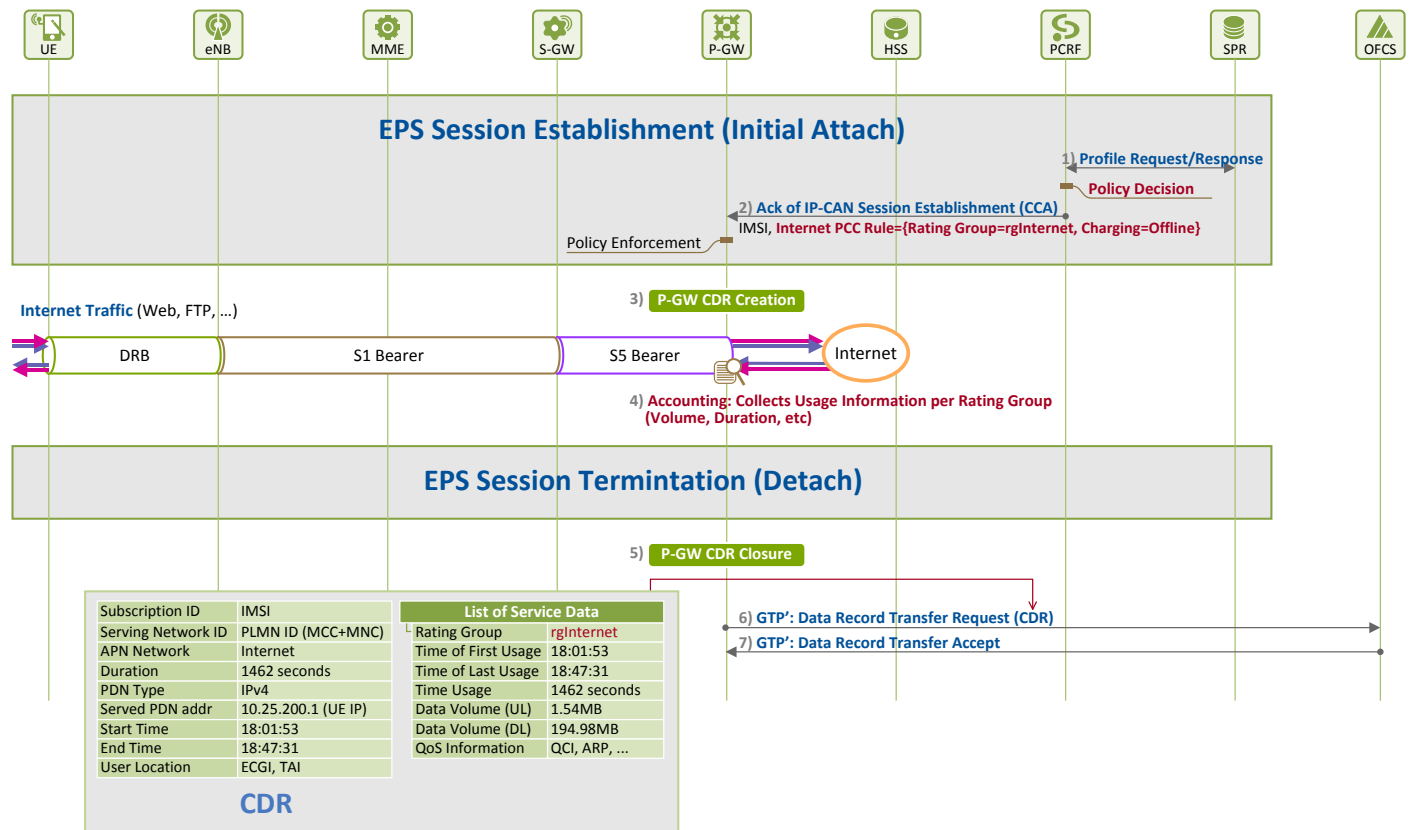 UE
eNB
MME
S-GW
P-GW
HSS
PCRF
SPR
OFCS
EPS Session Establishment (Initial Attach)
1) Profile Request/Response
Policy Decision
2) Ack of IP-CAN Session Establishment (CCA)
IMSI, Internet PCC Rule={Rating Group=rgInternet, Charging=Offline}
Policy Enforcement
3) P-GW CDR Creation
Internet Traffic (Web, FTP, …)
DRB
S1 Bearer
S5 Bearer
Internet
4) Accounting: Collects Usage Information per Rating Group
(Volume, Duration, etc)
EPS Session Termintation (Detach)
5) P-GW CDR Closure
6) GTP’: Data Record Transfer Request (CDR)
7) GTP’: Data Record Transfer Accept
Subscription ID IMSI
Serving Network ID PLMN ID (MCC+MNC)
APN Network Internet
Duration 1462 seconds
PDN Type IPv4
Served PDN addr 10.25.200.1 (UE IP)
Start Time 18:01:53
End Time 18:47:31
User Location ECGI, TAI
List of Service Data
Rating Group rgInternet
Time of First Usage 18:01:53
Time of Last Usage 18:47:31
Time Usage 1462 seconds
Data Volume (UL) 1.54MB
Data Volume (DL) 194.98MB
QoS Information QCI, ARP, ...
CDR